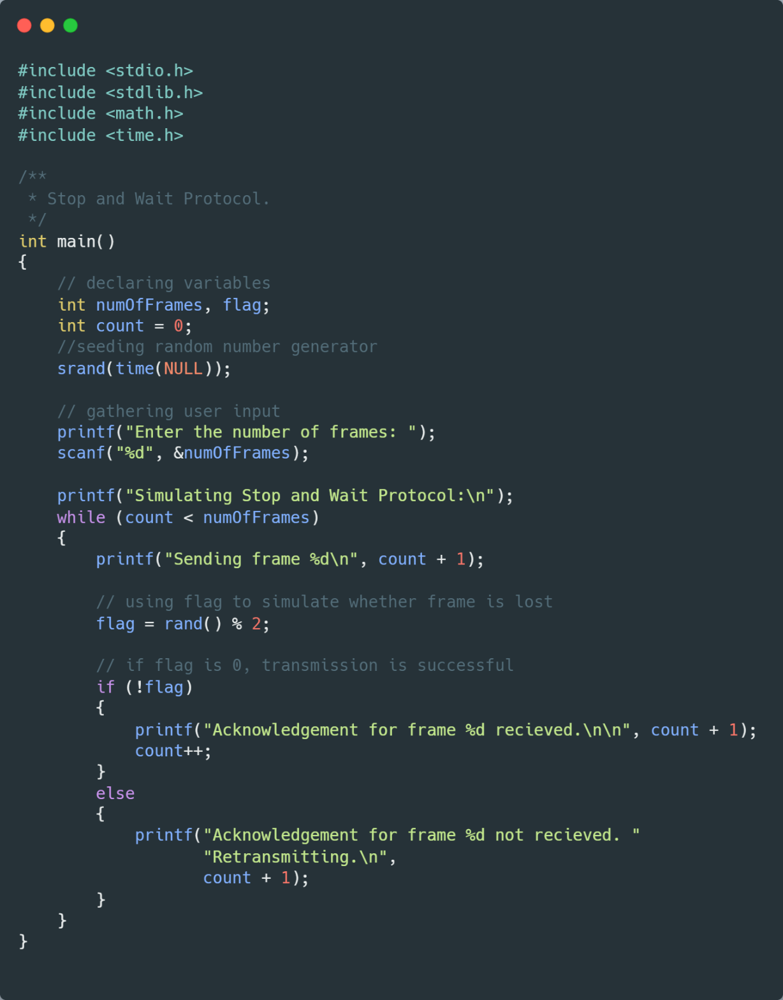 #include <stdio.h>
#include <stdlib.h>
#include <math.h>
#include <time.h>

/**
 * Stop and Wait Protocol.
 */
int main()
{
    // declaring variables
    int numOfFrames, flag;
    int count = 0;
    //seeding random number generator
    srand(time(NULL));

    // gathering user input
    printf("Enter the number of frames: ");
    scanf("%d", &numOfFrames);

    printf("Simulating Stop and Wait Protocol:\n");
    while (count < numOfFrames)
    {
        printf("Sending frame %d\n", count + 1);

        // using flag to simulate whether frame is lost
        flag = rand() % 2;

        // if flag is 0, transmission is successful
        if (!flag)
        {
            printf("Acknowledgement for frame %d recieved.\n\n", count + 1);
            count++;
        }
        else
        {
            printf("Acknowledgement for frame %d not recieved. "
                   "Retransmitting.\n",
                   count + 1);
        }
    }
}